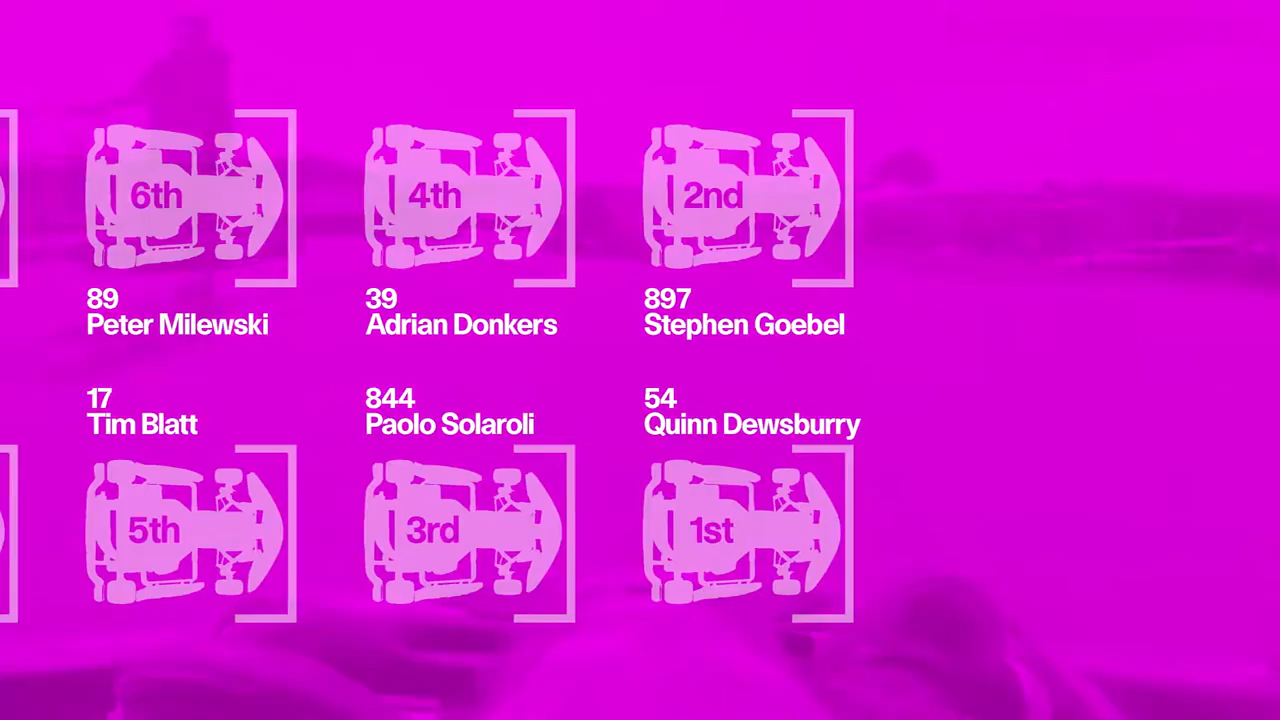 6th
4th
2nd
89
Peter Milewski
39
Adrian Donkers
897
Stephen Goebel
17
Tim Blatt
844
Paolo Solaroli
54
Quinn Dewsburry
5th
3rd
1st